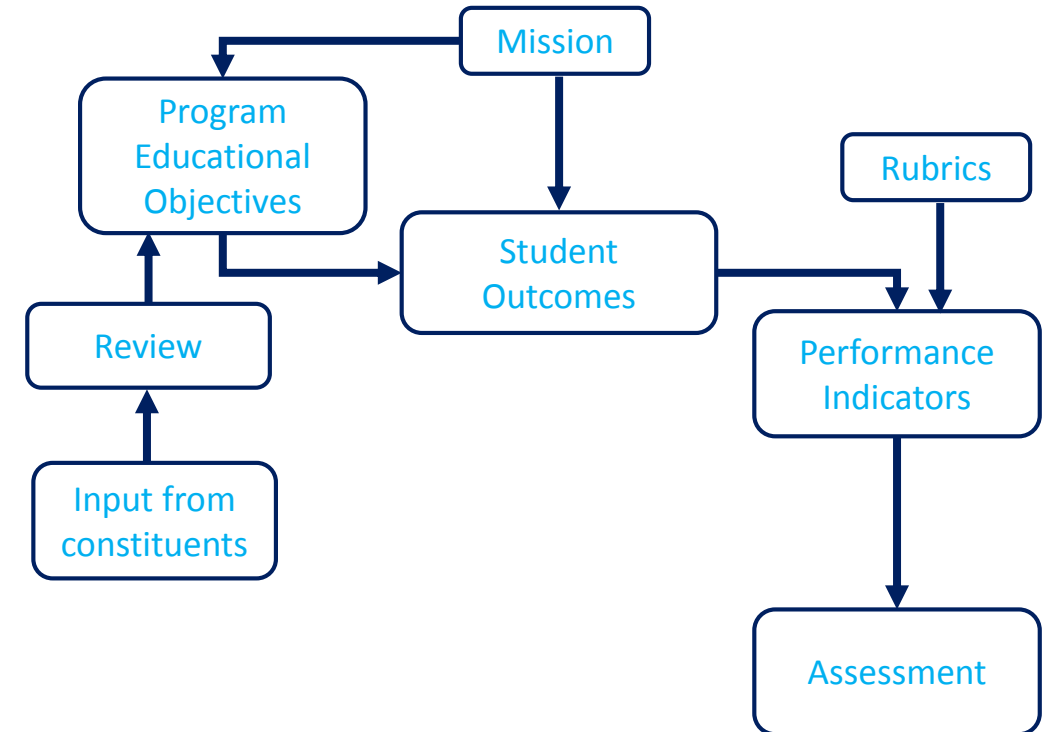 Mission
Program
Educational
Objectives
Rubrics
Student
Outcomes
Review
Performance
Indicators
Input from
constituents
Assessment